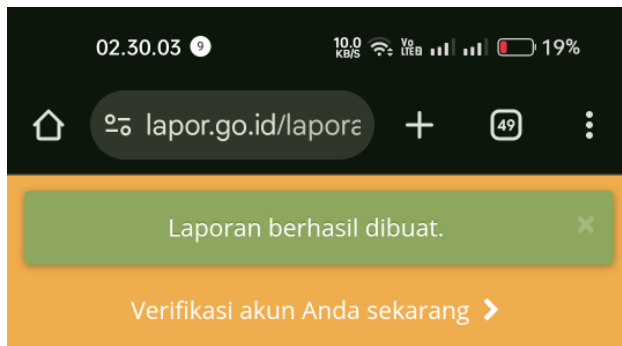 02.30.03 9 10.0 KB/S Vo LTE 19%
lapor.go.id/lapora 49
Laporan berhasil dibuat.
Verifikasi akun Anda sekarang